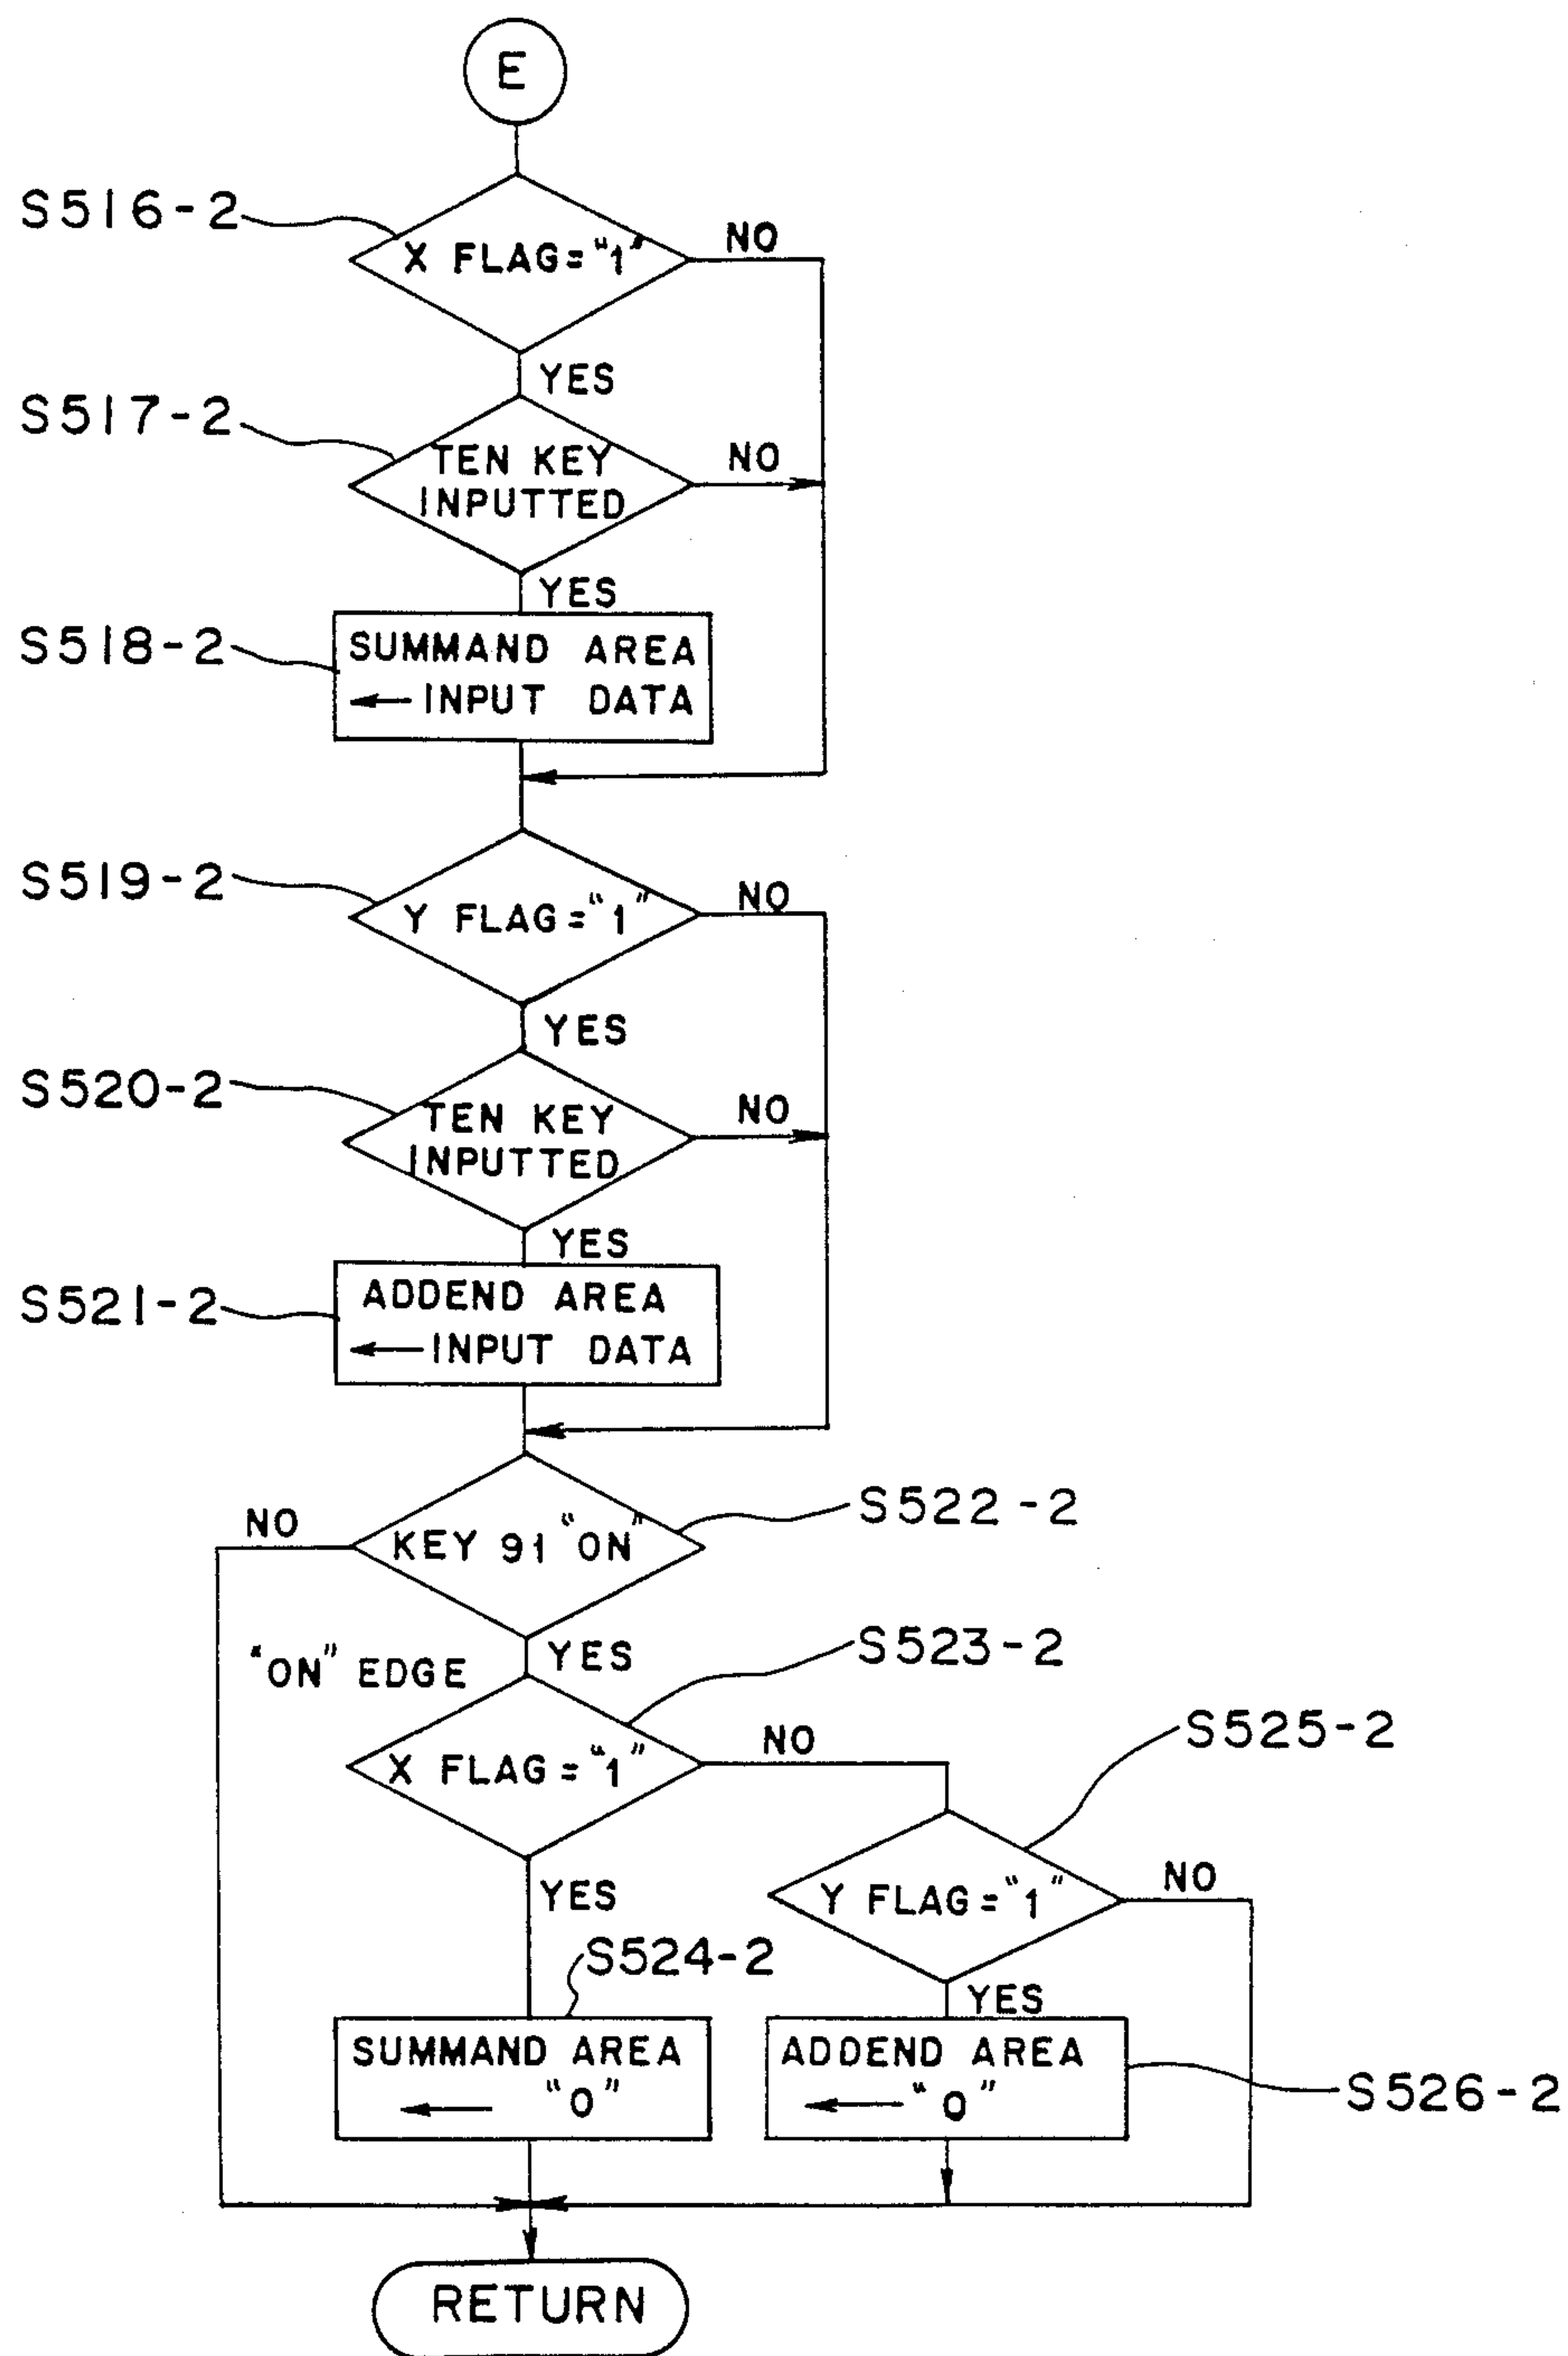 E
S516-2
X FLAG="1"
NO
YES
S517-2
TEN KEY
INPUTTED
NO
YES
S518-2
SUMMAND AREA
←INPUT DATA
S519-2
Y FLAG="1"
NO
YES
S520-2
TEN KEY
INPUTTED
NO
YES
S521-2
ADDEND AREA
←INPUT DATA
S522-2
KEY 91 "ON"
NO
YES
"ON" EDGE
S523-2
X FLAG="1"
NO
YES
S525-2
Y FLAG="1"
NO
YES
S524-2
SUMMAND AREA
← "0"
ADDEND AREA
← "0"
S526-2
RETURN